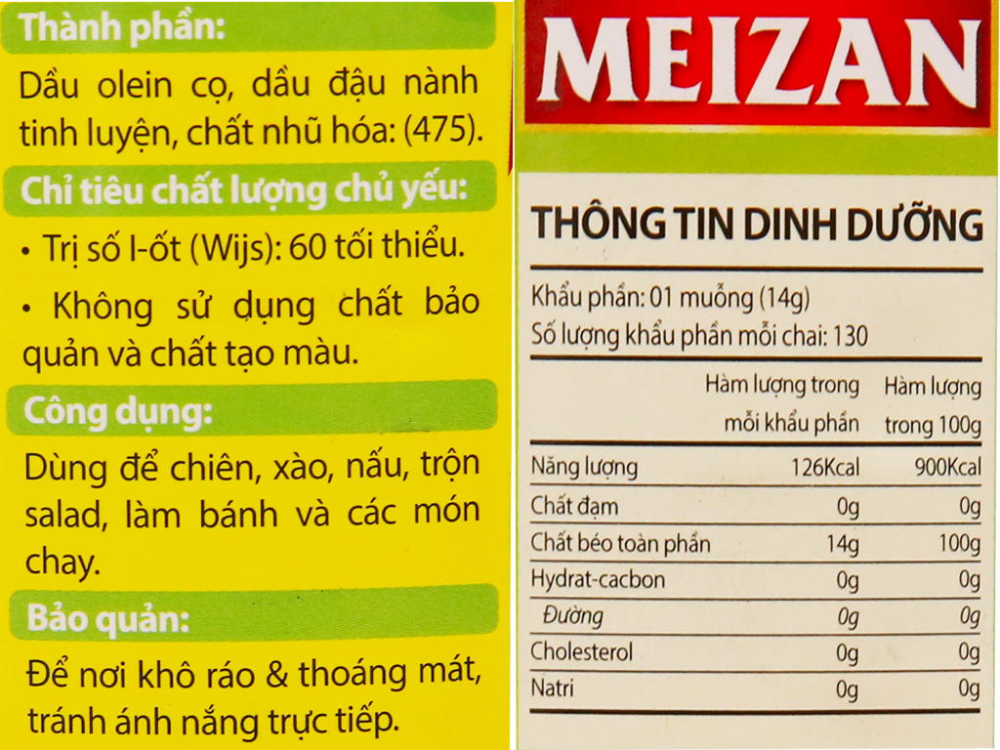 Thành phần:
Dầu olein cọ, dầu đậu nành
tinh luyện, chất nhũ hóa: (475).
Chỉ tiêu chất lượng chủ yếu:
• Trị số I-ốt (Wijs): 60 tối thiểu.
• Không sử dụng chất bảo
quản và chất tạo màu.
Công dụng:
Dùng để chiên, xào, nấu, trộn
salad, làm bánh và các món
chay.
Bảo quản:
Để nơi khô ráo & thoáng mát,
tránh ánh nắng trực tiếp.
MEIZAN
THÔNG TIN DINH DƯỠNG
Khẩu phần: 01 muỗng (14g)
Số lượng khẩu phần mỗi chai: 130
Hàm lượng trong Hàm lượng
mỗi khẩu phần trong 100g
Năng lượng 126Kcal 900Kcal
Chất đạm 0g 0g
Chất béo toàn phần 14g 100g
Hydrat-cacbon 0g 0g
Đường 0g 0g
Cholesterol 0g 0g
Natri 0g 0g